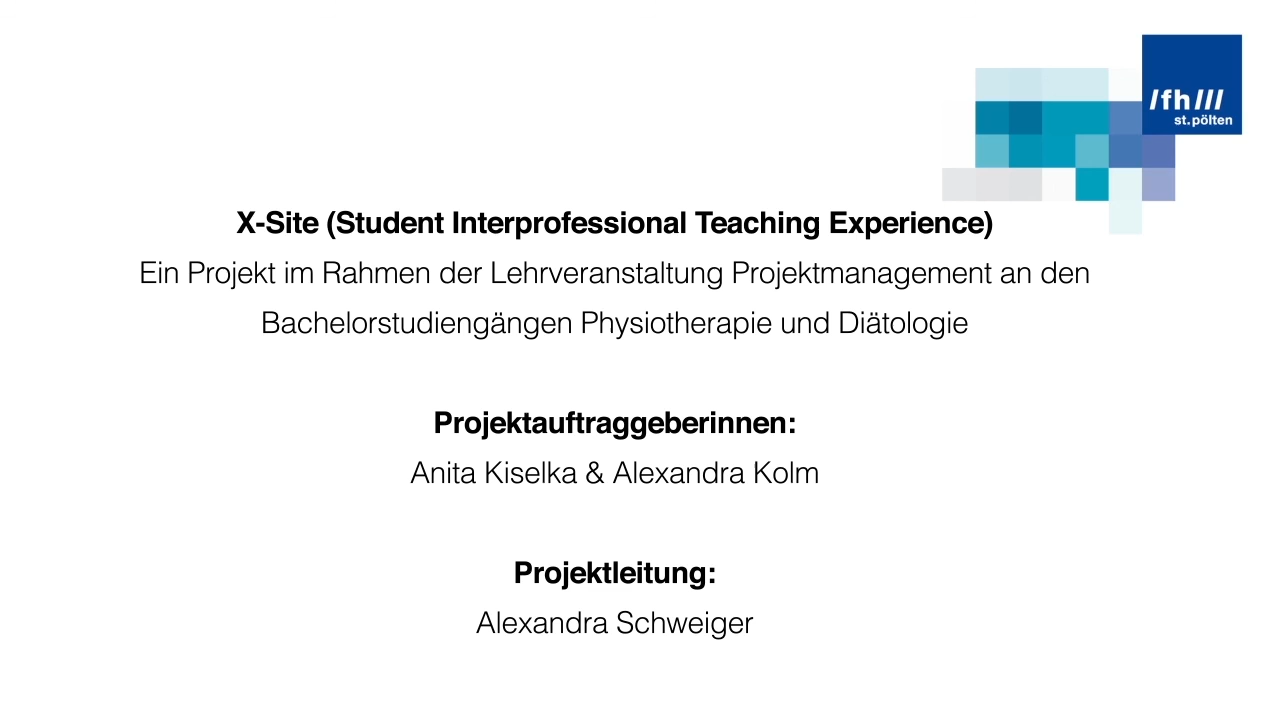 /fh///
st.pölten
X-Site (Student Interprofessional Teaching Experience)
Ein Projekt im Rahmen der Lehrveranstaltung Projektmanagement an den
Bachelorstudiengängen Physiotherapie und Diätologie
Projektauftraggeberinnen:
Anita Kiselka & Alexandra Kolm
Projektleitung:
Alexandra Schweiger